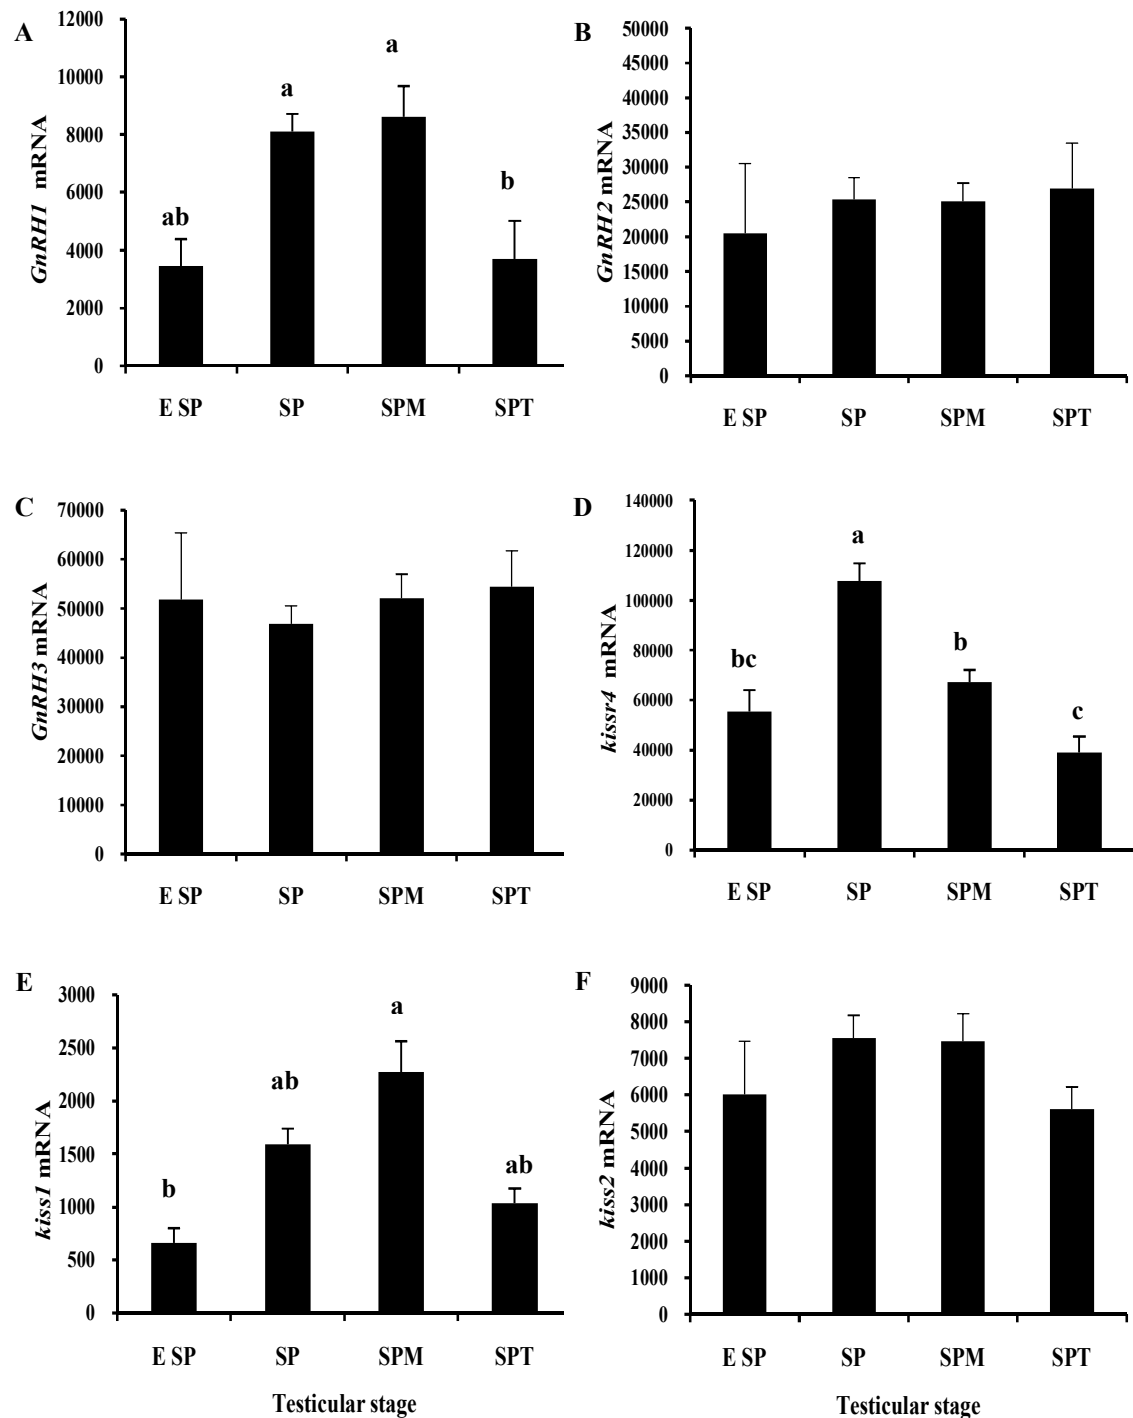 A
GnRH1 mRNA
12000
10000
8000
6000
4000
2000
0
ab
a
a
b
E SP SP SPM SPT
B
GnRH2 mRNA
50000
45000
40000
35000
30000
25000
20000
15000
10000
5000
0
E SP SP SPM SPT
C
GnRH3 mRNA
70000
60000
50000
40000
30000
20000
10000
0
E SP SP SPM SPT
D
kissr4 mRNA
140000
120000
100000
80000
60000
40000
20000
0
bc
a
b
c
E SP SP SPM SPT
E
kiss1 mRNA
3000
2500
2000
1500
1000
500
0
b
ab
a
ab
E SP SP SPM SPT
Testicular stage
F
kiss2 mRNA
9000
8000
7000
6000
5000
4000
3000
2000
1000
0
E SP SP SPM SPT
Testicular stage